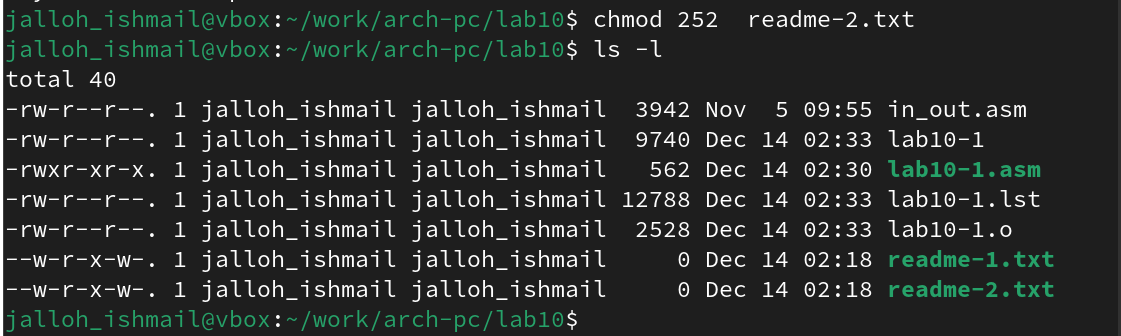 jalloh_ishmail@vbox:~/work/arch-pc/lab10$ chmod 252  readme-2.txt
jalloh_ishmail@vbox:~/work/arch-pc/lab10$ ls -l
total 40
-rw-r--r--. 1 jalloh_ishmail jalloh_ishmail  3942 Nov  5 09:55 in_out.asm
-rw-r--r--. 1 jalloh_ishmail jalloh_ishmail  9740 Dec 14 02:33 lab10-1
-rwxr-xr-x. 1 jalloh_ishmail jalloh_ishmail   562 Dec 14 02:30 lab10-1.asm
-rw-r--r--. 1 jalloh_ishmail jalloh_ishmail 12788 Dec 14 02:33 lab10-1.lst
-rw-r--r--. 1 jalloh_ishmail jalloh_ishmail  2528 Dec 14 02:33 lab10-1.o
--w-r-x-w-. 1 jalloh_ishmail jalloh_ishmail     0 Dec 14 02:18 readme-1.txt
--w-r-x-w-. 1 jalloh_ishmail jalloh_ishmail     0 Dec 14 02:18 readme-2.txt
jalloh_ishmail@vbox:~/work/arch-pc/lab10$